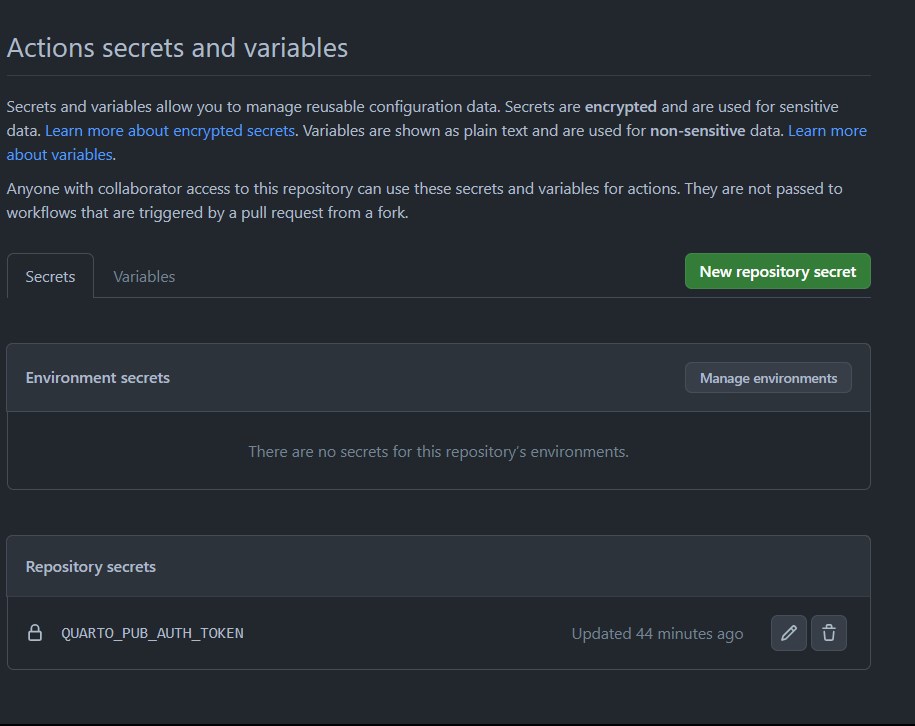 Actions secrets and variables
Secrets and variables allow you to manage reusable configuration data. Secrets are encrypted and are used for sensitive
data. Learn more about encrypted secrets. Variables are shown as plain text and are used for non-sensitive data. Learn more
about variables.
Anyone with collaborator access to this repository can use these secrets and variables for actions. They are not passed to
workflows that are triggered by a pull request from a fork.
Secrets Variables New repository secret
Environment secrets Manage environments
There are no secrets for this repository's environments.
Repository secrets
QUARTO_PUB_AUTH_TOKEN Updated 44 minutes ago